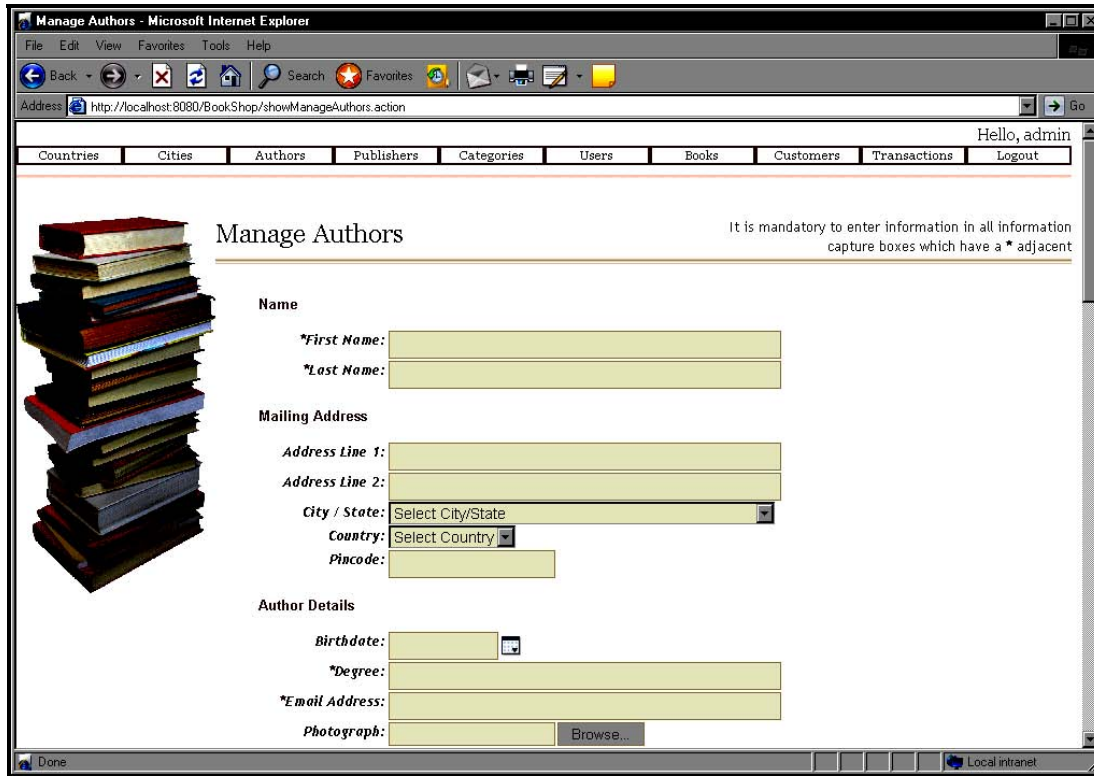 Manage Authors - Microsoft Internet Explorer
File Edit View Favorites Tools Help
Back Search Favorites
Address http://localhost:8080/BookShop/showManageAuthors.action Go
Hello, admin
Countries Cities Authors Publishers Categories Users Books Customers Transactions Logout
Manage Authors
It is mandatory to enter information in all information
capture boxes which have a * adjacent
Name
*First Name:
*Last Name:
Mailing Address
Address Line 1:
Address Line 2:
City / State: Select City/State
Country: Select Country
Pincode:
Author Details
Birthdate:
*Degree:
*Email Address:
Photograph: Browse...
Done Local intranet